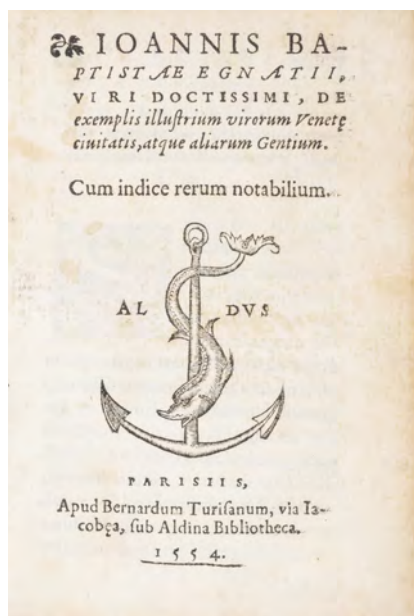 IOANNIS BA-
PTISTÆ EGNATII,
VIRI DOCTISSIMI, DE
exemplis illuſtrium virorum Venetę
ciuitatis, atque aliarum Gentium.
Cum indice rerum notabilium.
AL DVS
PARISIIS,
Apud Bernardum Turiſanum, via Ia-
cobęa, ſub Aldina Bibliotheca.
1554.